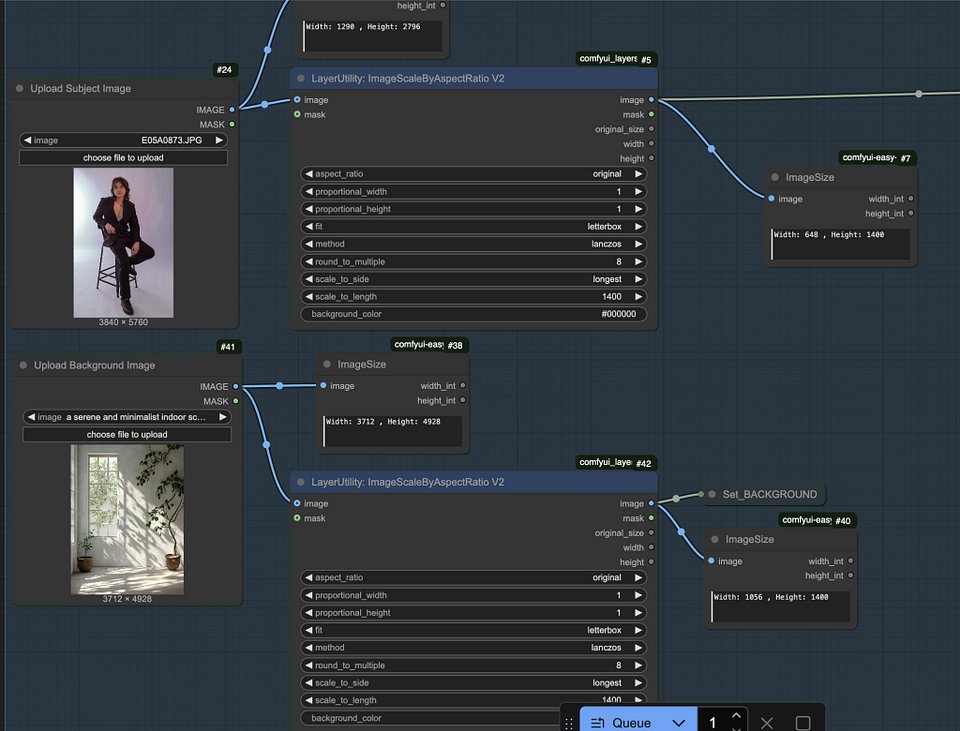 height_int
Width: 1290 , Height: 2796
#24
Upload Subject Image
IMAGE
MASK
image E05A0873.JPG
choose file to upload
3840 × 5760
comfyui_layers #5
LayerUtility: ImageScaleByAspectRatio V2
image image
mask mask
original_size
width
height
aspect_ratio original
proportional_width 1
proportional_height 1
fit letterbox
method lanczos
round_to_multiple 8
scale_to_side longest
scale_to_length 1400
background_color #000000
comfyui-easy- #7
ImageSize
image width_int
height_int
Width: 648 , Height: 1400
#41
Upload Background Image
IMAGE
MASK
image a serene and minimalist indoor sc...
choose file to upload
3712 × 4928
comfyui-eas #38
ImageSize
image width_int
height_int
Width: 3712 , Height: 4928
comfyui_laye #42
LayerUtility: ImageScaleByAspectRatio V2
image image
mask mask
original_size
width
height
aspect_ratio original
proportional_width 1
proportional_height 1
fit letterbox
method lanczos
round_to_multiple 8
scale_to_side longest
scale_to_length 1400
background_color
Set_BACKGROUND
comfyui-eas #40
ImageSize
image width_int
height_int
Width: 1056 , Height: 1400
Queue 1